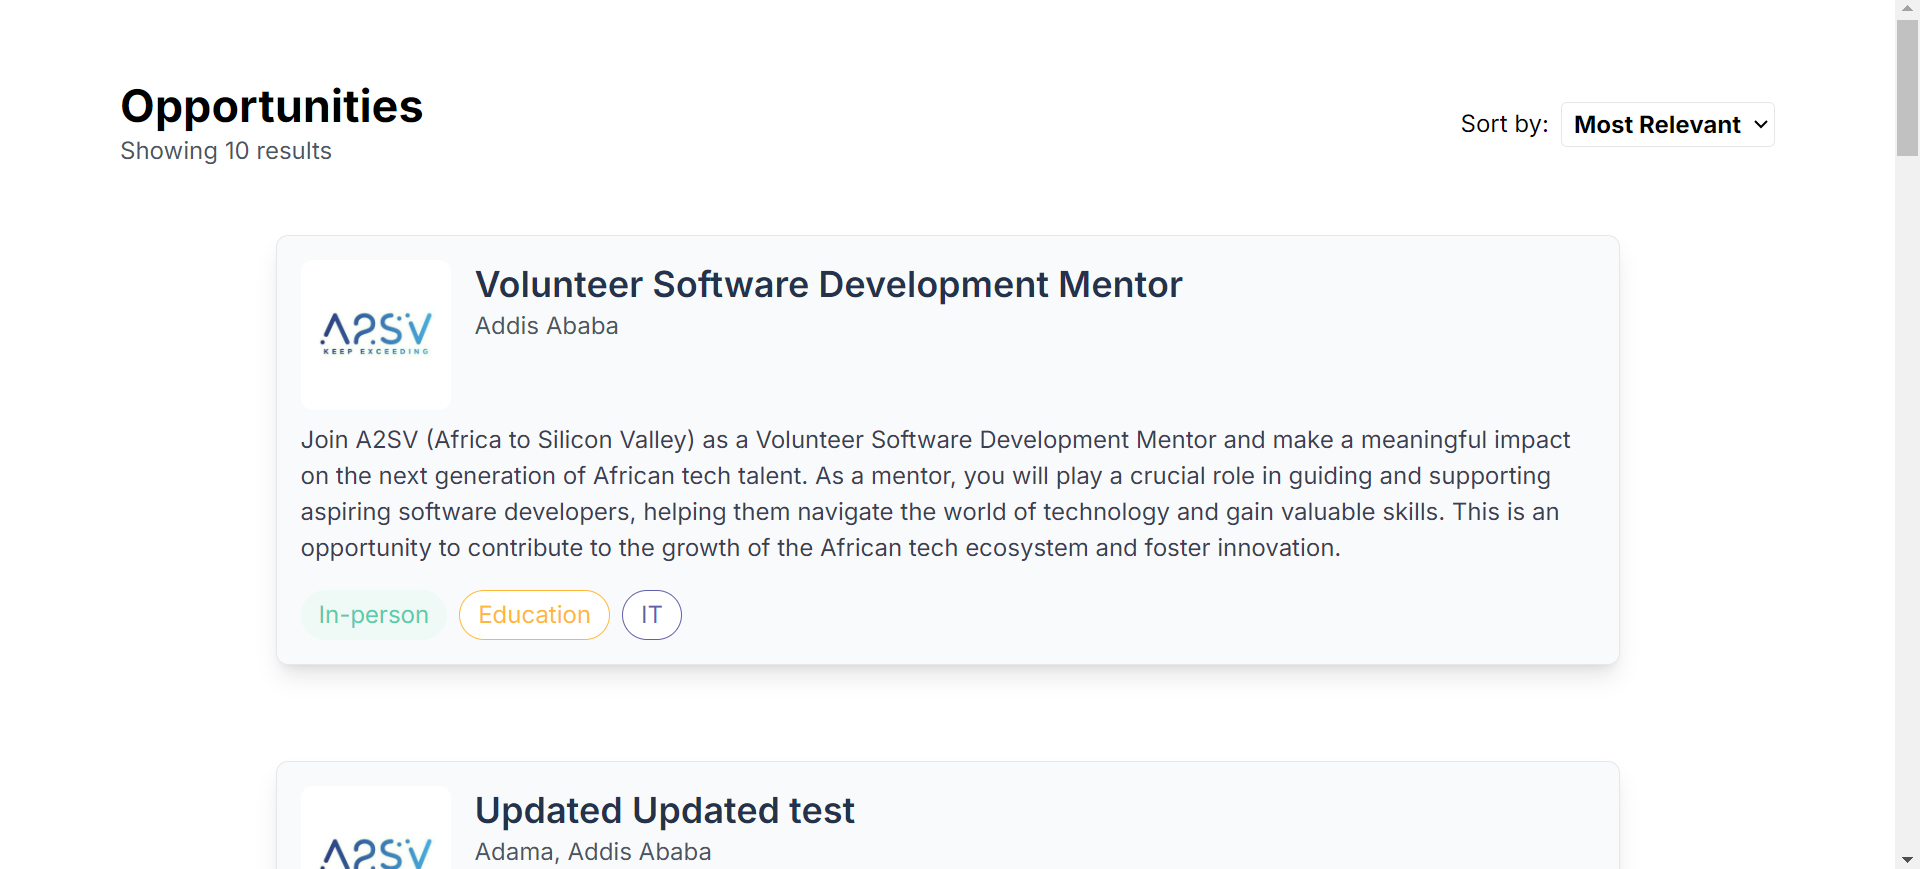 Opportunities
Showing 10 results
Sort by: Most Relevant
A2SV
KEEP EXCEEDING
Volunteer Software Development Mentor
Addis Ababa
Join A2SV (Africa to Silicon Valley) as a Volunteer Software Development Mentor and make a meaningful impact
on the next generation of African tech talent. As a mentor, you will play a crucial role in guiding and supporting
aspiring software developers, helping them navigate the world of technology and gain valuable skills. This is an
opportunity to contribute to the growth of the African tech ecosystem and foster innovation.
In-person Education IT
A2SV
Updated Updated test
Adama, Addis Ababa